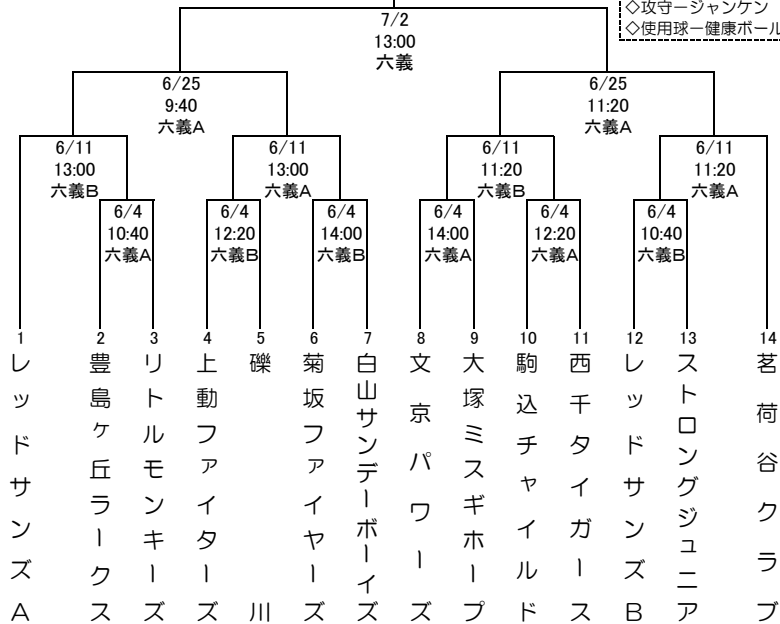 ◇攻守－ジャンケン
◇使用球－健康ボール
7/2
13:00
六義
6/25
9:40
六義A
6/25
11:20
六義A
6/11
13:00
六義B
6/11
13:00
六義A
6/11
11:20
六義B
6/11
11:20
六義A
6/4
10:40
六義A
6/4
12:20
六義B
6/4
14:00
六義B
6/4
14:00
六義A
6/4
12:20
六義A
6/4
10:40
六義B
1
レッドサンズA
2
豊島ヶ丘ラークス
3
リトルモンキーズ
4
上動ファイターズ
5
礫川
6
菊坂ファイヤーズ
7
白山サンデーボーイズ
8
文京パワーズ
9
大塚ミスギホープ
10
駒込チャイルド
11
西千タイガース
12
レッドサンズB
13
ストロングジュニア
14
茗荷谷クラブ